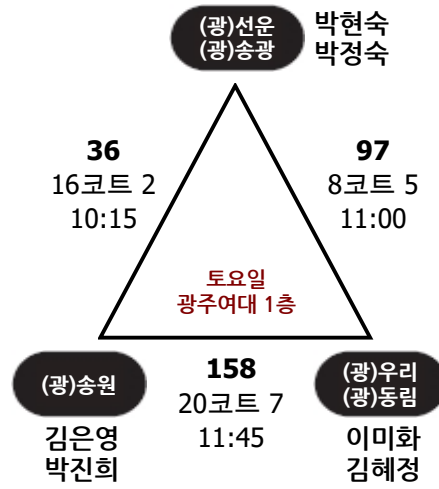 (광)선운
(광)송광
박현숙
박정숙
36
16코트 2
10:15
97
8코트 5
11:00
토요일
광주여대 1층
(광)송원
김은영
박진희
158
20코트 7
11:45
(광)우리
(광)동림
이미화
김혜정